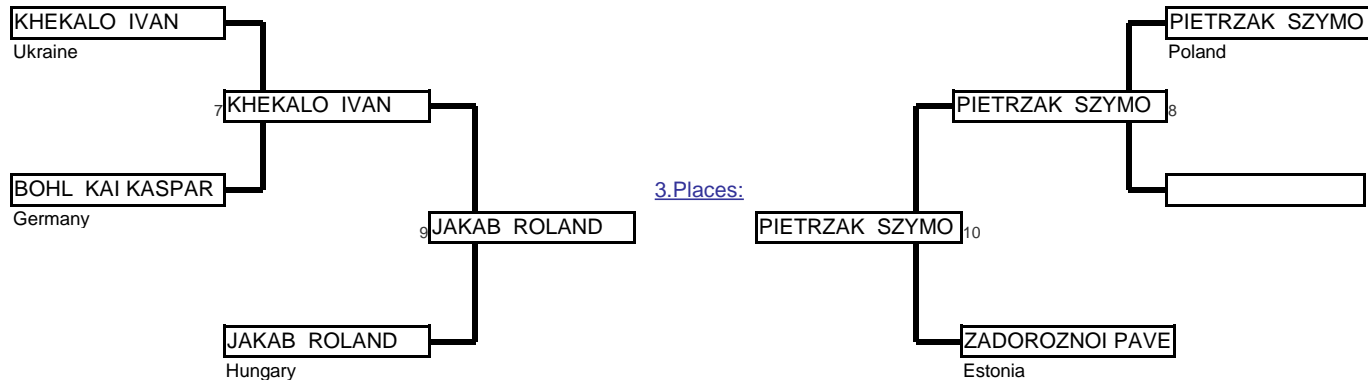 KHEKALO IVAN
Ukraine
7
KHEKALO IVAN
BOHL KAI KASPAR
Germany
9
JAKAB ROLAND
JAKAB ROLAND
Hungary
3.Places:
PIETRZAK SZYMO
Poland
PIETRZAK SZYMO
8
PIETRZAK SZYMO
10
ZADOROZNOI PAVE
Estonia